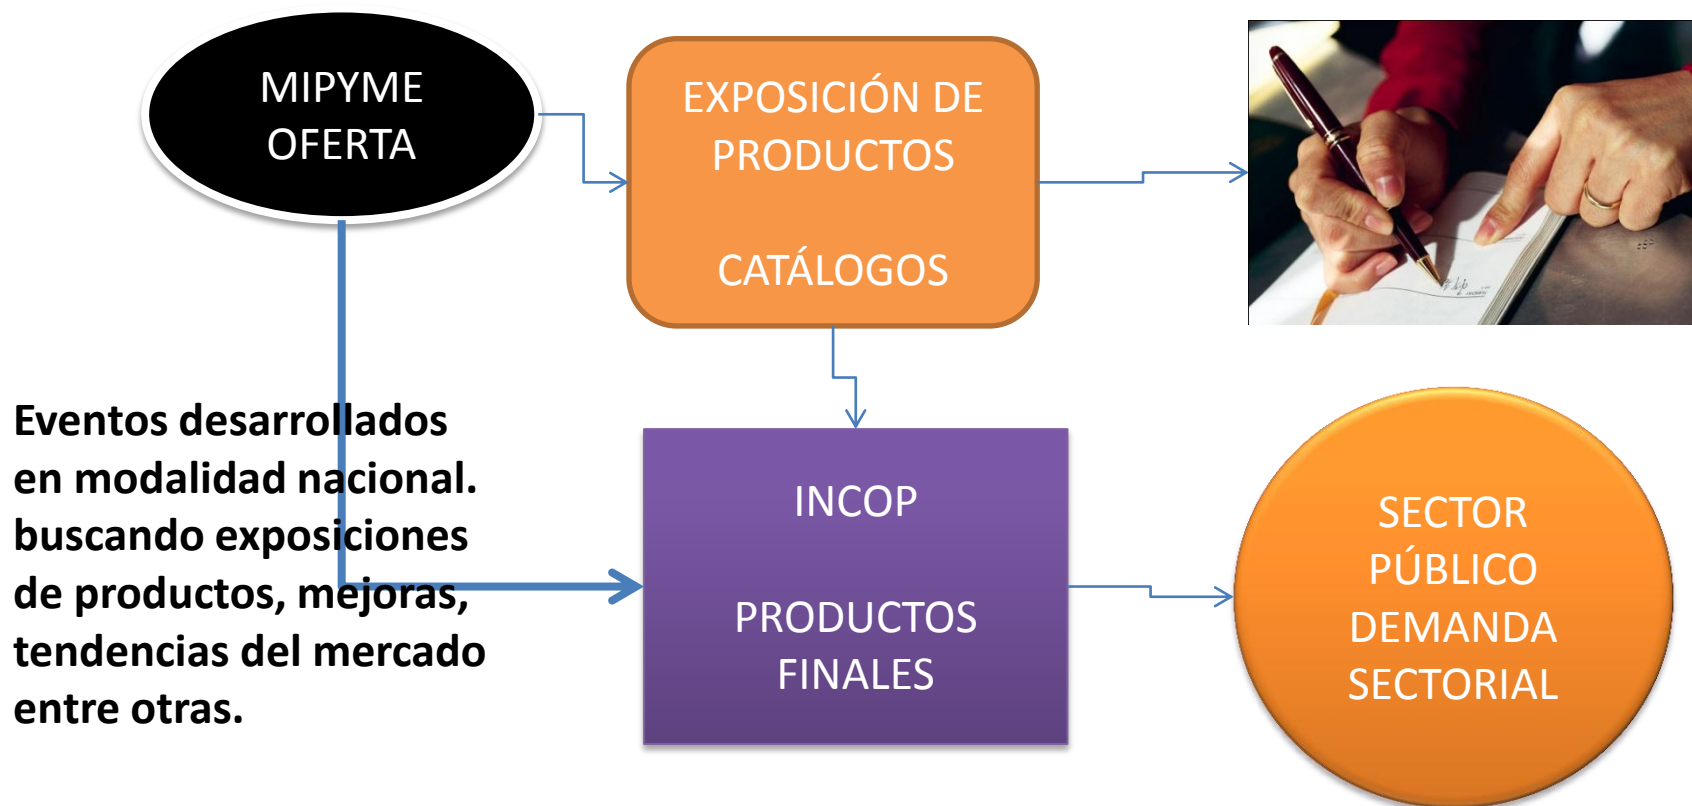 MIPYME
OFERTA
EXPOSICIÓN DE
PRODUCTOS
CATÁLOGOS
Eventos desarrollados
en modalidad nacional.
buscando exposiciones
de productos, mejoras,
tendencias del mercado
entre otras.
INCOP
PRODUCTOS
FINALES
SECTOR
PÚBLICO
DEMANDA
SECTORIAL